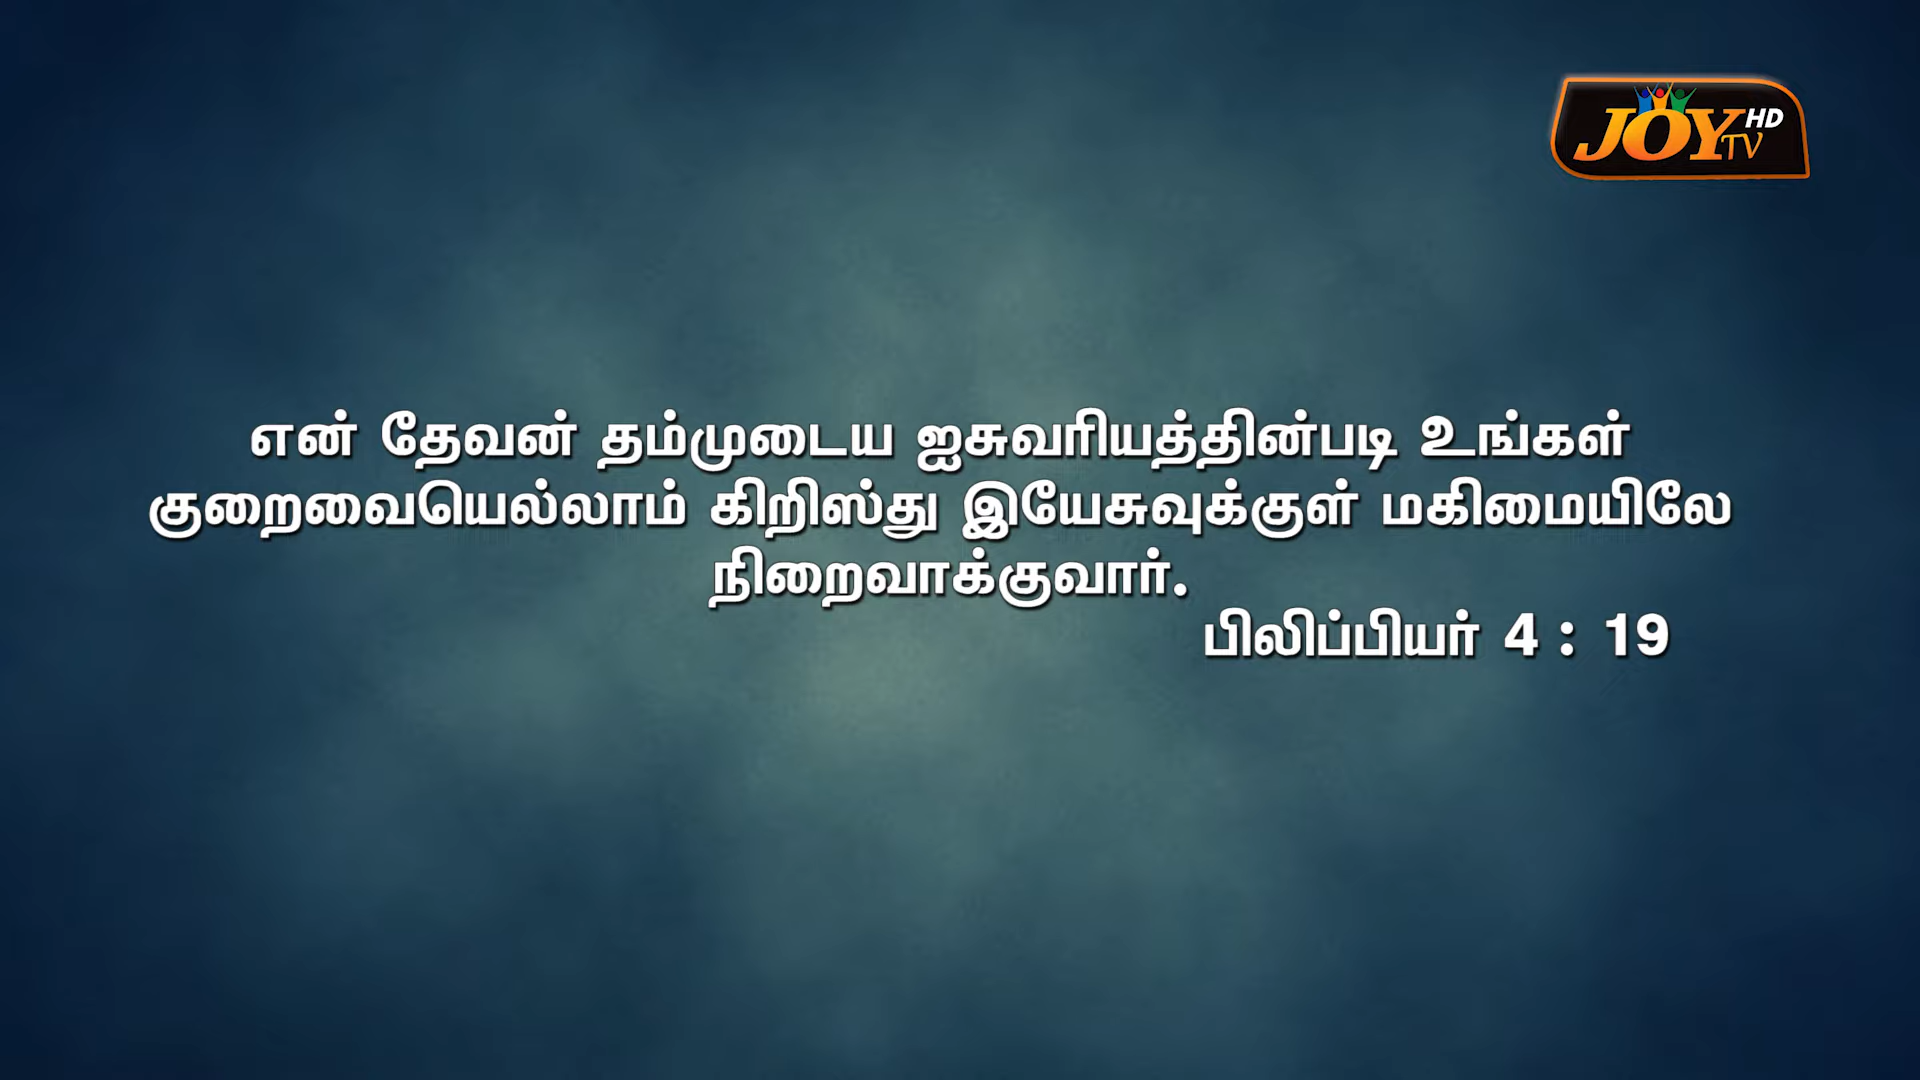 JOY HD
TV
என் தேவன் தம்முடைய ஐசுவரியத்தின்படி உங்கள்
குறைவையெல்லாம் கிறிஸ்து இயேசுவுக்குள் மகிமையிலே
நிறைவாக்குவார்.
பிலிப்பியர் 4 : 19